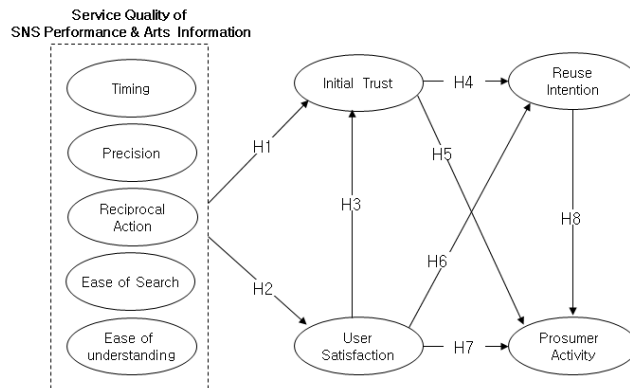 Service Quality of
SNS Performance & Arts Information
Timing
Precision
Reciprocal
Action
Ease of Search
Ease of
understanding
H1
H2
Initial Trust
H3
User
Satisfaction
H4
H5
H6
H7
Reuse
Intention
H8
Prosumer
Activity